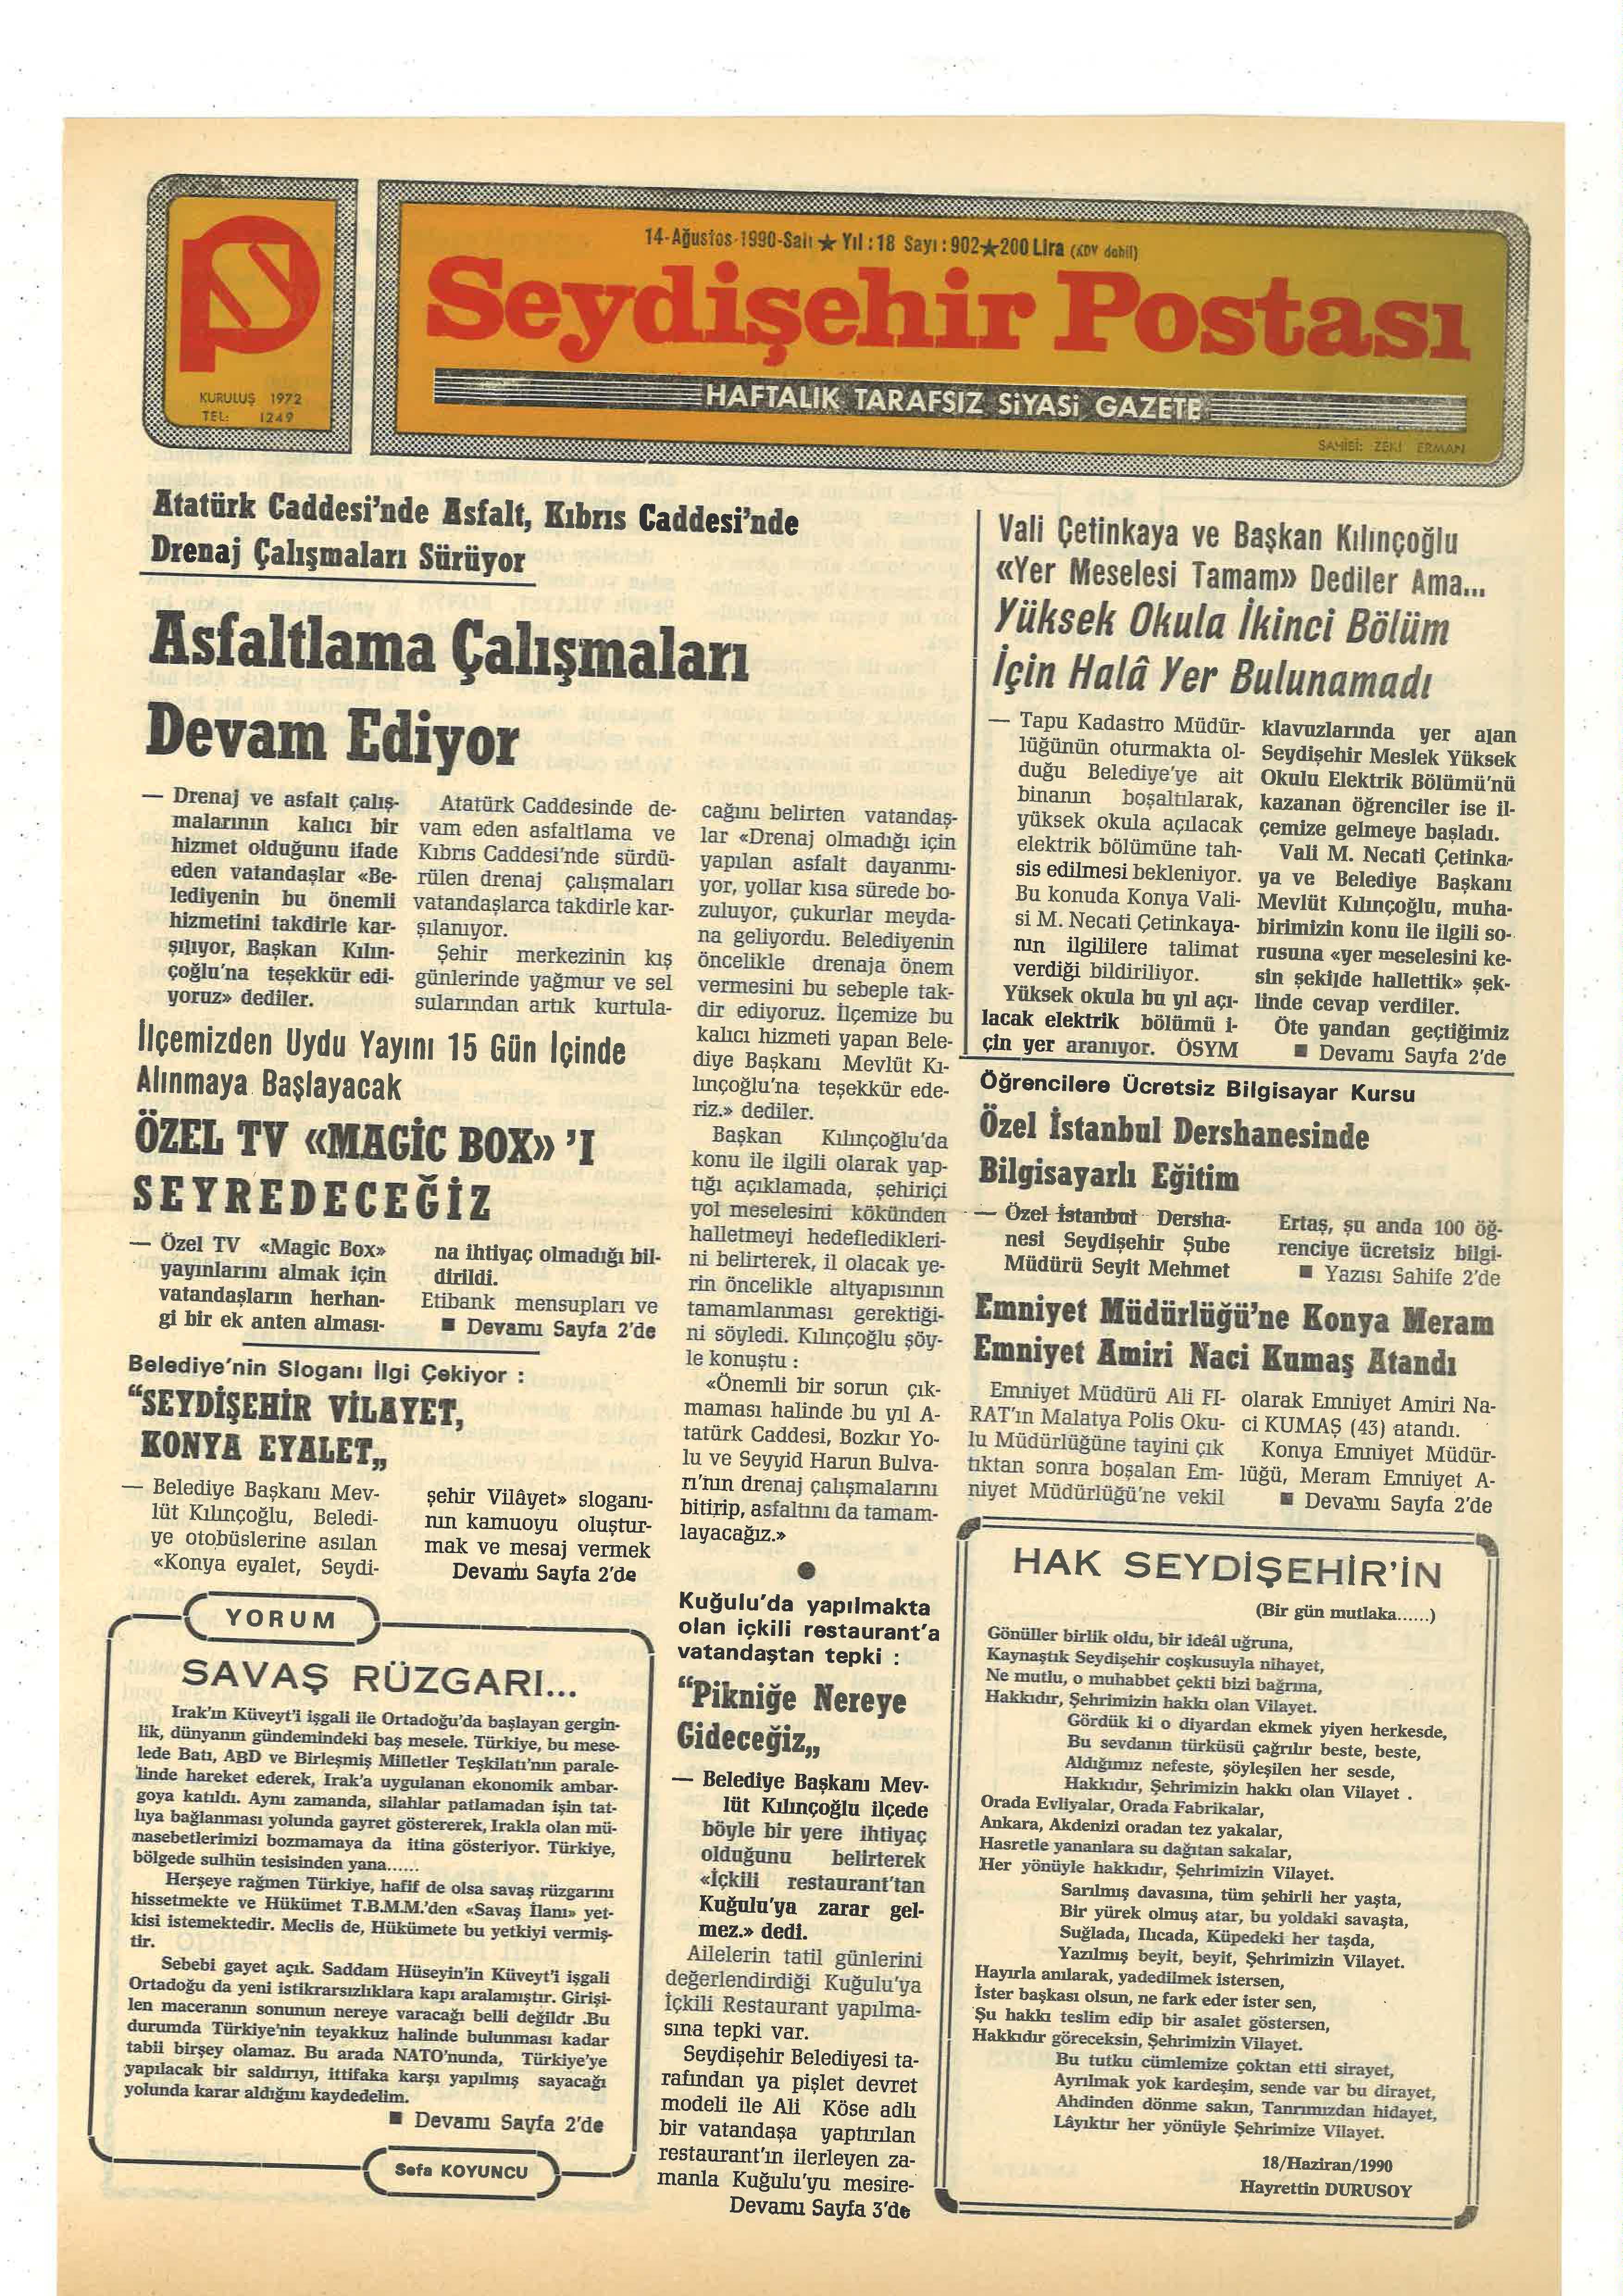 14-Ağustos-1990-Salı ★ Yıl : 18 Sayı : 902 ★ 200 Lira (KDV dahil)
Seydişehir Postası
HAFTALIK TARAFSIZ SİYASİ GAZETE
KURULUŞ 1972
TEL: 1249
SAHİBİ: ZEKİ ERMAN
Atatürk Caddesi'nde Asfalt, Kıbrıs Caddesi'nde
Drenaj Çalışmaları Sürüyor
Asfaltlama Çalışmaları
Devam Ediyor
— Drenaj ve asfalt çalış-
malarının kalıcı bir
hizmet olduğunu ifade
eden vatandaşlar «Be-
lediyenin bu önemli
hizmetini takdirle kar-
şılıyor, Başkan Kılın-
çoğlu'na teşekkür edi-
yoruz» dediler.
Atatürk Caddesinde de-
vam eden asfaltlama ve
Kıbrıs Caddesi'nde sürdü-
rülen drenaj çalışmaları
vatandaşlarca takdirle kar-
şılanıyor.
Şehir merkezinin kış
günlerinde yağmur ve sel
sularından artık kurtula-
cağını belirten vatandaş-
lar «Drenaj olmadığı için
yapılan asfalt dayanmı-
yor, yollar kısa sürede bo-
zuluyor, çukurlar meyda-
na geliyordu. Belediyenin
öncelikle drenaja önem
vermesini bu sebeple tak-
dir ediyoruz. İlçemize bu
kalıcı hizmeti yapan Bele-
diye Başkanı Mevlüt Kı-
lınçoğlu'na teşekkür ede-
riz.» dediler.
Başkan Kılınçoğlu'da
konu ile ilgili olarak yap-
tığı açıklamada, şehiriçi
yol meselesini kökünden
halletmeyi hedefledikleri-
ni belirterek, il olacak ye-
rin öncelikle altyapısının
tamamlanması gerektiği-
ni söyledi. Kılınçoğlu şöy-
le konuştu :
«Önemli bir sorun çık-
maması halinde bu yıl A-
tatürk Caddesi, Bozkır Yo-
lu ve Seyyid Harun Bulva-
rı'nın drenaj çalışmalarını
bitirip, asfaltını da tamam-
layacağız.»
İlçemizden Uydu Yayını 15 Gün İçinde
Alınmaya Başlayacak
ÖZEL TV «MAGİC BOX» 'I
SEYREDECEĞİZ
— Özel TV «Magic Box»
yayınlarını almak için
vatandaşların herhan-
gi bir ek anten alması-
na ihtiyaç olmadığı bil-
dirildi.
Etibank mensupları ve
■ Devamı Sayfa 2'de
Belediye'nin Sloganı İlgi Çekiyor :
“SEYDİŞEHİR VİLAYET,
KONYA EYALET„
— Belediye Başkanı Mev-
lüt Kılınçoğlu, Beledi-
ye otobüslerine asılan
«Konya eyalet, Seydi-
şehir Vilâyet» sloganı-
nın kamuoyu oluştur-
mak ve mesaj vermek
Devamı Sayfa 2'de
YORUM
SAVAŞ RÜZGARI...
Irak'ın Küveyt'i işgali ile Ortadoğu'da başlayan gergin-
lik, dünyanın gündemindeki baş mesele. Türkiye, bu mese-
lede Batı, ABD ve Birleşmiş Milletler Teşkilatı'nın parale-
linde hareket ederek, Irak'a uygulanan ekonomik ambar-
goya katıldı. Aynı zamanda, silahlar patlamadan işin tat-
lıya bağlanması yolunda gayret göstererek, Irakla olan mü-
nasebetlerimizi bozmamaya da itina gösteriyor. Türkiye,
bölgede sulhün tesisinden yana......
Herşeye rağmen Türkiye, hafif de olsa savaş rüzgarını
hissetmekte ve Hükümet T.B.M.M.'den «Savaş İlanı» yet-
kisi istemektedir. Meclis de, Hükümete bu yetkiyi vermiş-
tir.
Sebebi gayet açık. Saddam Hüseyin'in Küveyt'i işgali
Ortadoğu da yeni istikrarsızlıklara kapı aralamıştır. Girişi-
len maceranın sonunun nereye varacağı belli değildr .Bu
durumda Türkiye'nin teyakkuz halinde bulunması kadar
tabii birşey olamaz. Bu arada NATO'nunda, Türkiye'ye
yapılacak bir saldırıyı, ittifaka karşı yapılmış sayacağı
yolunda karar aldığını kaydedelim.
■ Devamı Sayfa 2'de
Sefa KOYUNCU
Kuğulu'da yapılmakta
olan içkili restaurant'a
vatandaştan tepki :
“Pikniğe Nereye
Gideceğiz„
— Belediye Başkanı Mev-
lüt Kılınçoğlu ilçede
böyle bir yere ihtiyaç
olduğunu belirterek
«İçkili restaurant'tan
Kuğulu'ya zarar gel-
mez.» dedi.
Ailelerin tatil günlerini
değerlendirdiği Kuğulu'ya
İçkili Restaurant yapılma-
sına tepki var.
Seydişehir Belediyesi ta-
rafından ya pişlet devret
modeli ile Ali Köse adlı
bir vatandaşa yaptırılan
restaurant'ın ilerleyen za-
manla Kuğulu'yu mesire-
Devamı Sayfa 3'de
Vali Çetinkaya ve Başkan Kılınçoğlu
«Yer Meselesi Tamam» Dediler Ama...
Yüksek Okula İkinci Bölüm
İçin Halâ Yer Bulunamadı
— Tapu Kadastro Müdür-
lüğünün oturmakta ol-
duğu Belediye'ye ait
binanın boşaltılarak,
yüksek okula açılacak
elektrik bölümüne tah-
sis edilmesi bekleniyor.
Bu konuda Konya Vali-
si M. Necati Çetinkaya-
nın ilgililere talimat
verdiği bildiriliyor.
Yüksek okula bu yıl açı-
lacak elektrik bölümü i-
çin yer aranıyor. ÖSYM
klavuzlarında yer alan
Seydişehir Meslek Yüksek
Okulu Elektrik Bölümü'nü
kazanan öğrenciler ise il-
çemize gelmeye başladı.
Vali M. Necati Çetinka-
ya ve Belediye Başkanı
Mevlüt Kılınçoğlu, muha-
birimizin konu ile ilgili so-
rusuna «yer meselesini ke-
sin şekilde hallettik» şek-
linde cevap verdiler.
Öte yandan geçtiğimiz
■ Devamı Sayfa 2'de
Öğrencilere Ücretsiz Bilgisayar Kursu
Özel İstanbul Dershanesinde
Bilgisayarlı Eğitim
— Özel İstanbul Dersha-
nesi Seydişehir Şube
Müdürü Seyit Mehmet
Ertaş, şu anda 100 öğ-
renciye ücretsiz bilgi-
■ Yazısı Sahife 2'de
Emniyet Müdürlüğü'ne Konya Meram
Emniyet Amiri Naci Kumaş Atandı
Emniyet Müdürü Ali FI-
RAT'ın Malatya Polis Oku-
lu Müdürlüğüne tayini çık
tıktan sonra boşalan Em-
niyet Müdürlüğü'ne vekil
olarak Emniyet Amiri Na-
ci KUMAŞ (43) atandı.
Konya Emniyet Müdür-
lüğü, Meram Emniyet A-
■ Devamı Sayfa 2'de
HAK SEYDİŞEHİR'İN
(Bir gün mutlaka......)
Gönüller birlik oldu, bir ideâl uğruna,
Kaynaştık Seydişehir coşkusuyla nihayet,
Ne mutlu, o muhabbet çekti bizi bağrına,
Hakkıdır, Şehrimizin hakkı olan Vilayet.
Gördük ki o diyardan ekmek yiyen herkesde,
Bu sevdanın türküsü çağrılır beste, beste,
Aldığımız nefeste, şöyleşilen her sesde,
Hakkıdır, Şehrimizin hakkı olan Vilayet .
Orada Evliyalar, Orada Fabrikalar,
Ankara, Akdenizi oradan tez yakalar,
Hasretle yananlara su dağıtan sakalar,
Her yönüyle hakkıdır, Şehrimizin Vilayet.
Sarılmış davasına, tüm şehirli her yaşta,
Bir yürek olmuş atar, bu yoldaki savaşta,
Suğlada, Ilıcada, Küpedeki her taşda,
Yazılmış beyit, beyit, Şehrimizin Vilayet.
Hayırla anılarak, yadedilmek istersen,
İster başkası olsun, ne fark eder ister sen,
Şu hakkı teslim edip bir asalet göstersen,
Hakkıdır göreceksin, Şehrimizin Vilayet.
Bu tutku cümlemize çoktan etti sirayet,
Ayrılmak yok kardeşim, sende var bu dirayet,
Ahdinden dönme sakın, Tanrımızdan hidayet,
Lâyıktır her yönüyle Şehrimize Vilayet.
18/Haziran/1990
Hayrettin DURUSOY